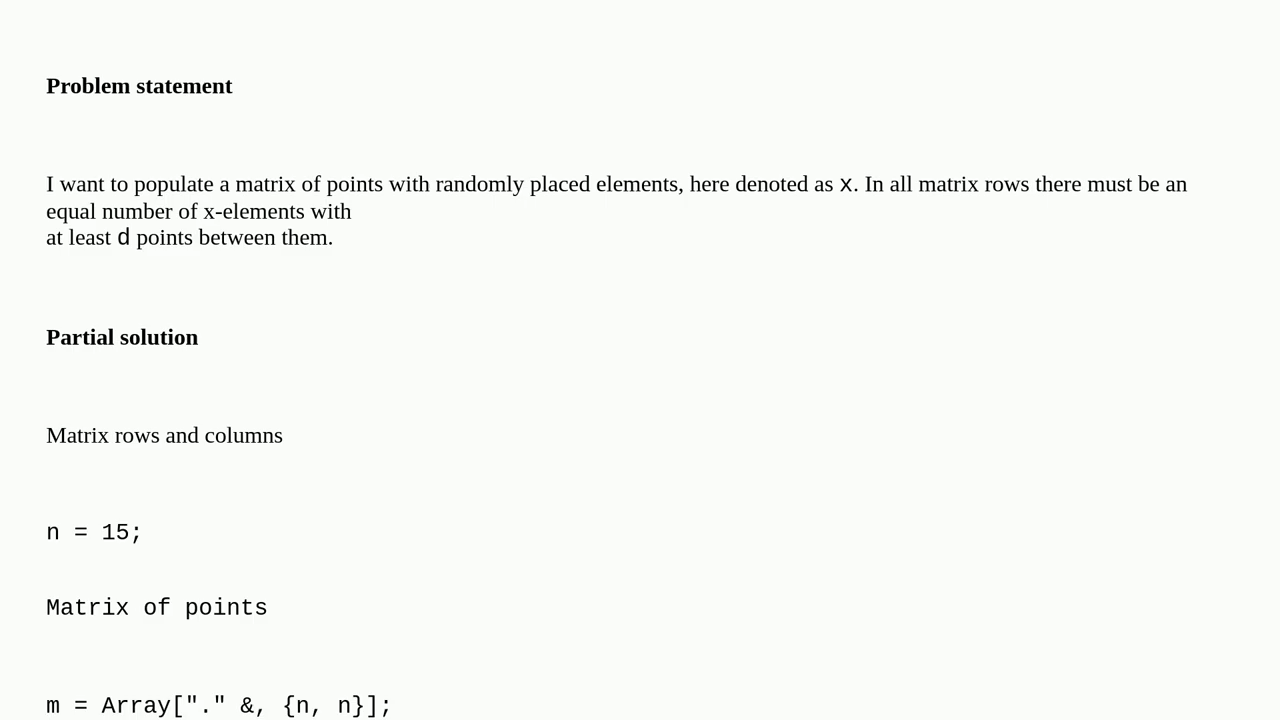 Problem statement
I want to populate a matrix of points with randomly placed elements, here denoted as x. In all matrix rows there must be an
equal number of x-elements with
at least d points between them.
Partial solution
Matrix rows and columns
n = 15;
Matrix of points
m = Array["." &, {n, n}];